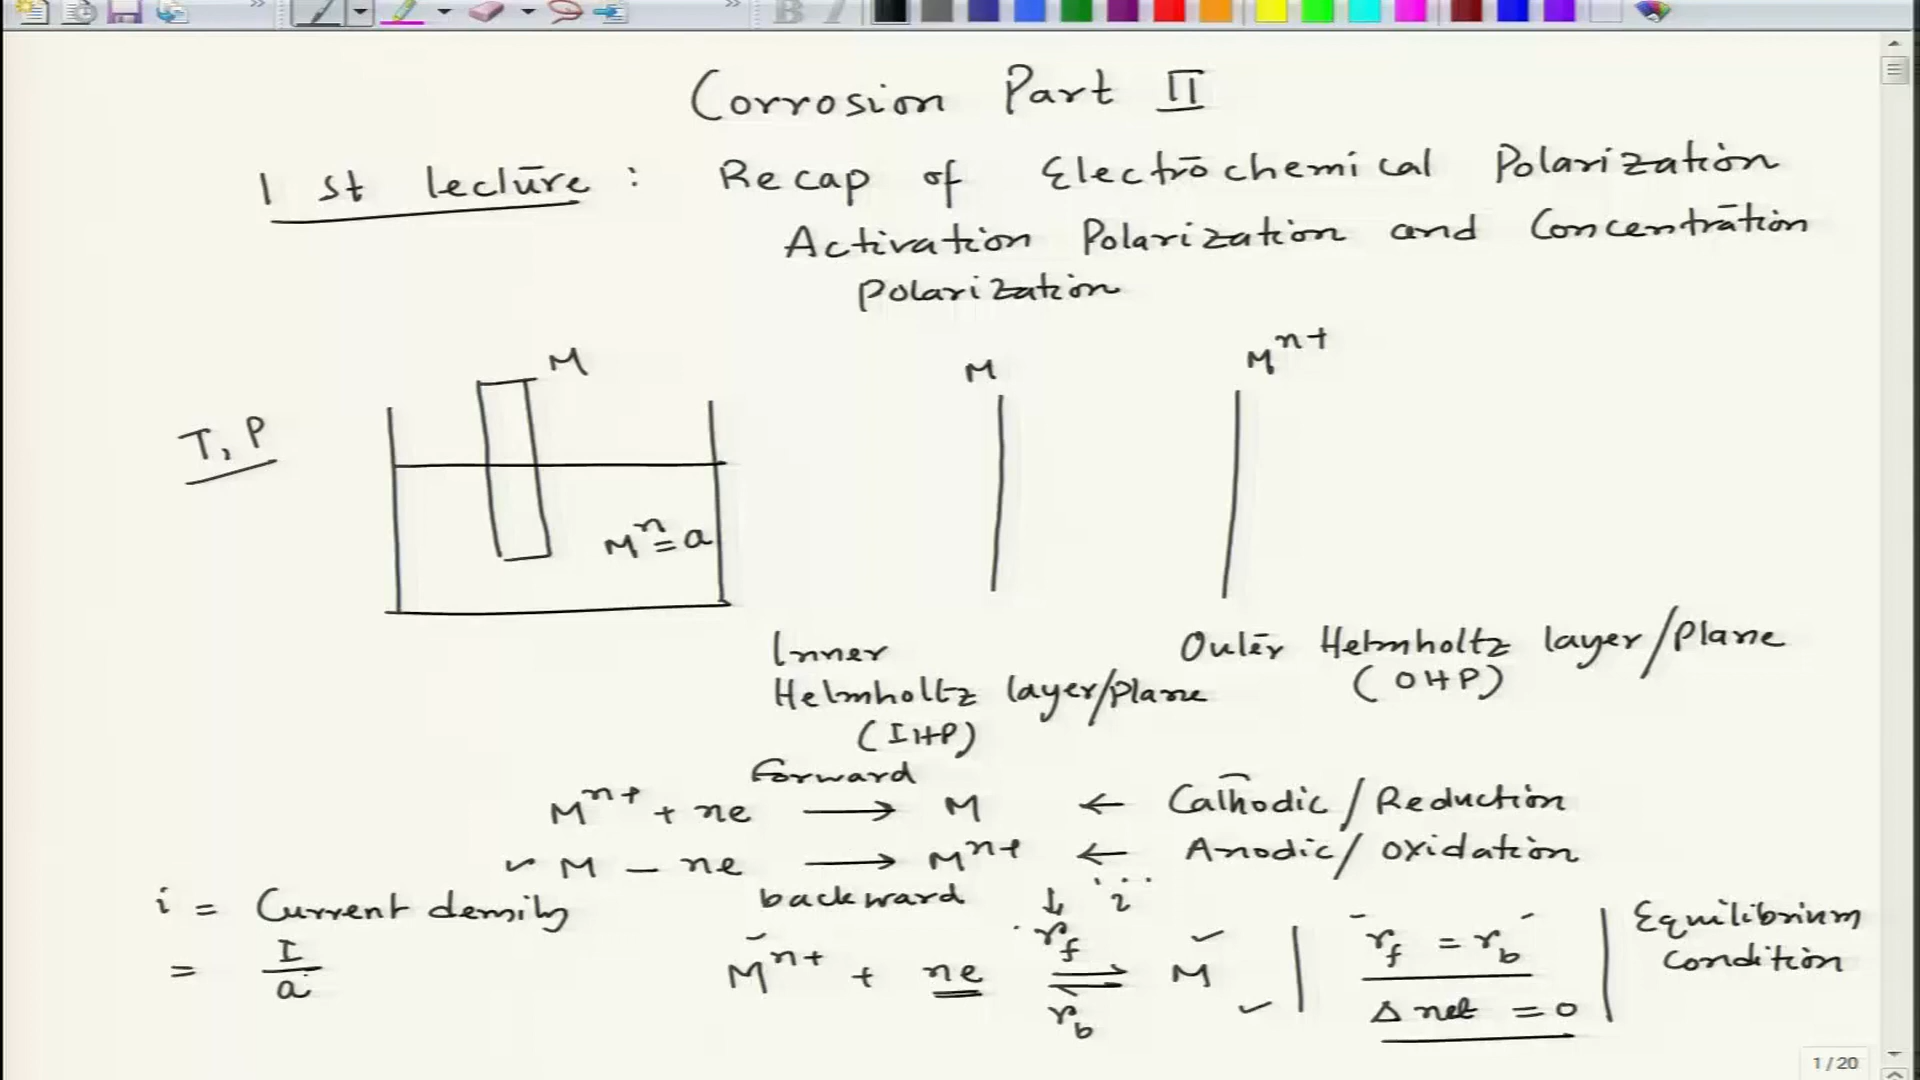 Corrosion Part II
1 st lecture : Recap of Electrochemical Polarization
Activation Polarization and Concentration
Polarization
M
M
M^n+
T, P
M^n = a
Inner
Helmholtz layer/plane
(IHP)
Outer Helmholtz layer/Plane
(OHP)
forward
M^n+ + ne ⟶ M ← Cathodic / Reduction
✓ M − ne ⟶ M^n+ ← Anodic / oxidation
backward
i = Current density
= I/a
↓ i
M^n+ + ne ⇌ M
r_f
r_b
r_f = r_b
Δ net = 0
Equilibrium
condition
1 / 20